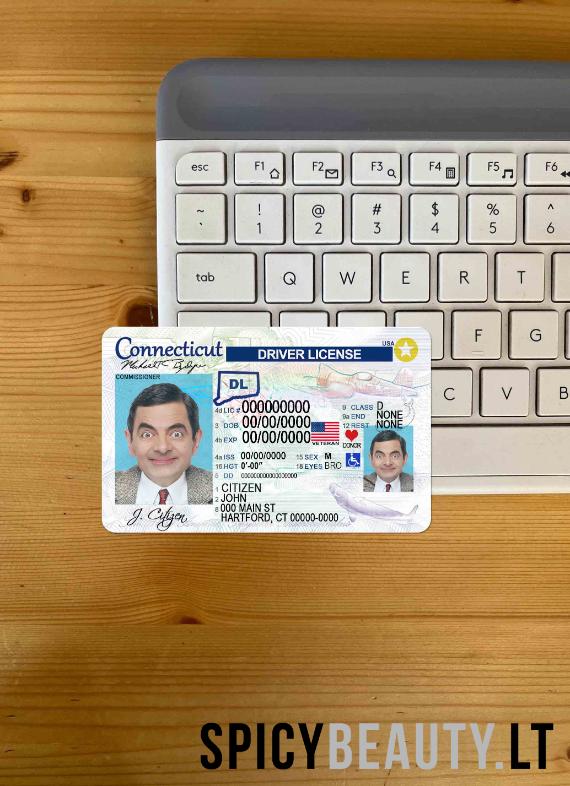 esc F1 F2 F3 F4 F5 F6
~ ! @ # $ % ^
` 1 2 3 4 5 6
tab Q W E R T
F G
C V B
Connecticut USA
DRIVER LICENSE
COMMISSIONER
DL
4d LIC # 000000000 9 CLASS D
3 DOB 00/00/0000 9a END NONE
4b EXP 00/00/0000 12 REST NONE
VETERAN DONOR
4a ISS 00/00/0000 15 SEX M
16 HGT 0'-00" 18 EYES BRO
5 DD
1 CITIZEN
2 JOHN
8 000 MAIN ST
HARTFORD, CT 00000-0000
J. Citizen
SPICYBEAUTY.LT